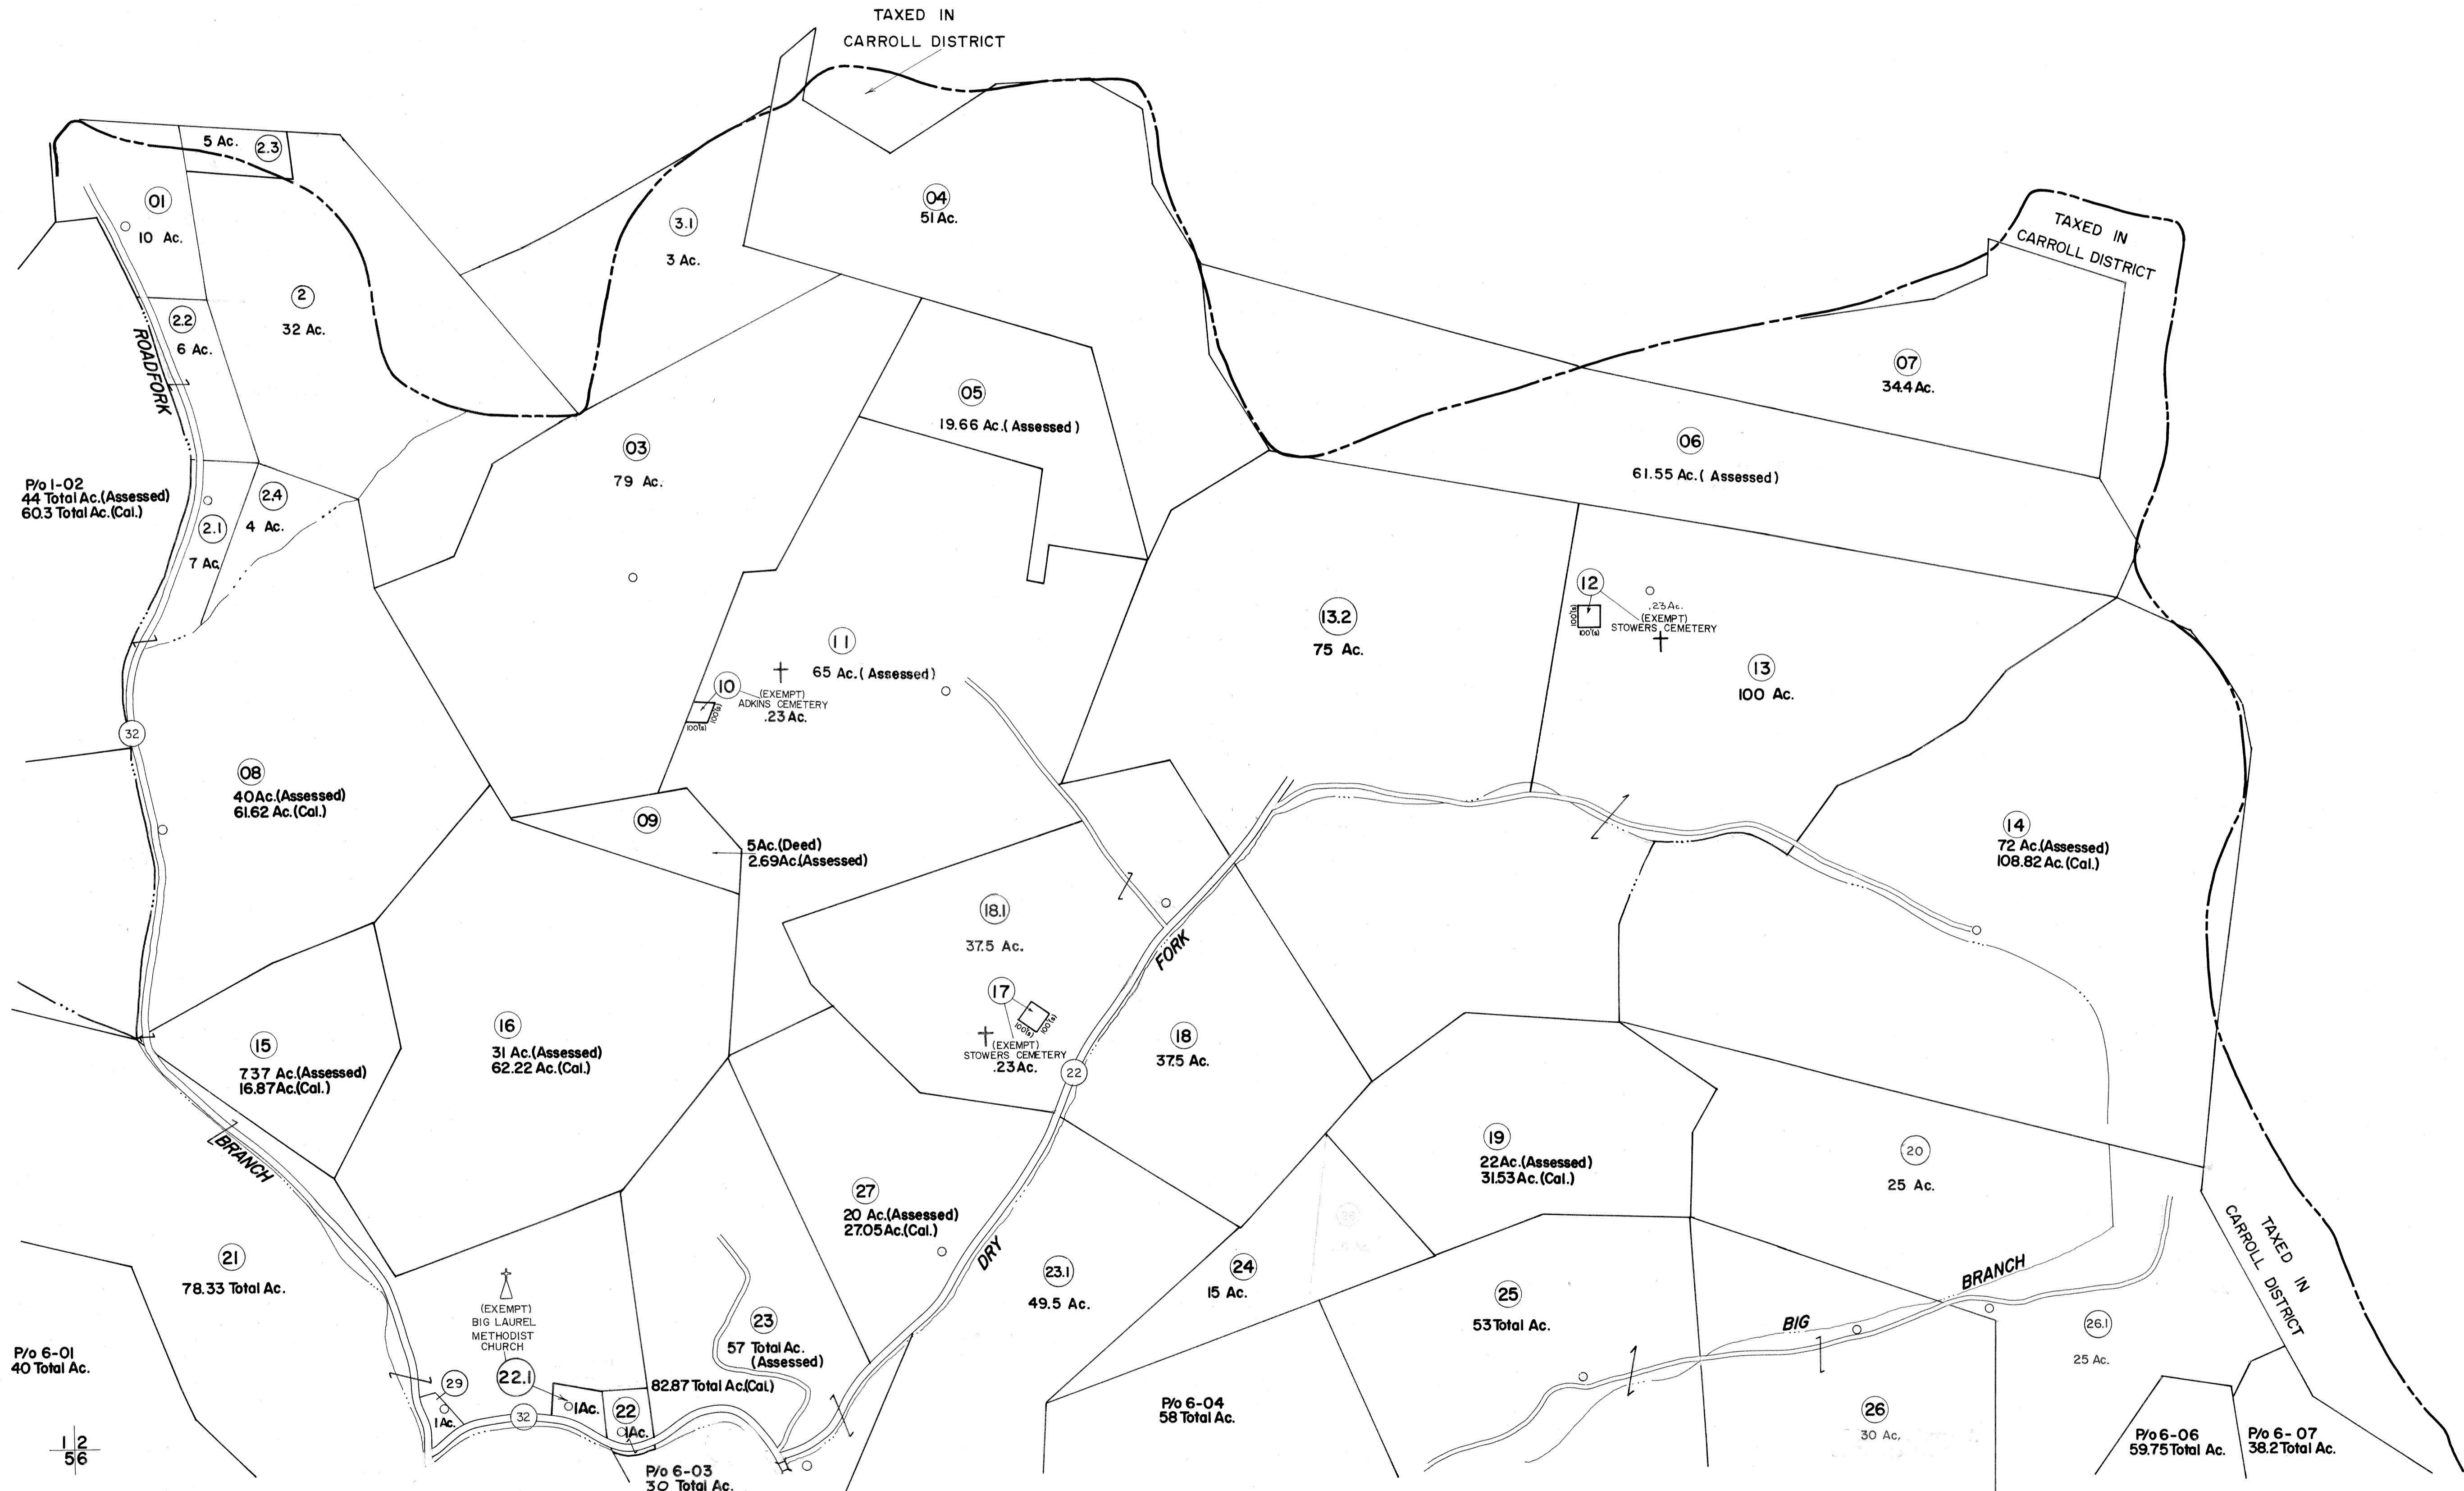 TAXED IN
CARROLL DISTRICT
5 Ac.
2.3
01
10 Ac.
2
32 Ac.
2.2
6 Ac.
ROADFORK
3.1
3 Ac.
04
51 Ac.
TAXED IN
CARROLL DISTRICT
07
34.4 Ac.
05
19.66 Ac.( Assessed )
06
61.55 Ac.( Assessed )
03
79 Ac.
P/o 1-02
44 Total Ac.(Assessed)
60.3 Total Ac.(Cal.)
2.4
4 Ac.
2.1
7 Ac.
12
100'(s)
100'(s)
.23 Ac.
(EXEMPT)
STOWERS CEMETERY
13.2
75 Ac.
13
100 Ac.
11
65 Ac.( Assessed )
10
(EXEMPT)
ADKINS CEMETERY
.23 Ac.
100'(s)
100'(s)
32
08
40 Ac.(Assessed)
61.62 Ac.(Cal.)
09
5 Ac.(Deed)
2.69 Ac.(Assessed)
14
72 Ac.(Assessed)
108.82 Ac.(Cal.)
18.1
37.5 Ac.
FORK
17
100'(s)
100'(s)
(EXEMPT)
STOWERS CEMETERY
.23 Ac.
18
37.5 Ac.
22
16
31 Ac.(Assessed)
62.22 Ac.(Cal.)
15
7.37 Ac.(Assessed)
16.87 Ac.(Cal.)
BRANCH
19
22 Ac.(Assessed)
31.53 Ac.(Cal.)
20
25 Ac.
27
20 Ac.(Assessed)
27.05 Ac.(Cal.)
DRY
21
78.33 Total Ac.
23.1
49.5 Ac.
24
15 Ac.
25
53 Total Ac.
BIG
BRANCH
TAXED IN
CARROLL DISTRICT
26.1
25 Ac.
(EXEMPT)
BIG LAUREL
METHODIST
CHURCH
22.1
1 Ac.
23
57 Total Ac.
(Assessed)
82.87 Total Ac.(Cal.)
P/o 6-01
40 Total Ac.
29
1 Ac.
32
22
1 Ac.
P/o 6-04
58 Total Ac.
26
30 Ac.
P/o 6-06
59.75 Total Ac.
P/o 6-07
38.2 Total Ac.
1 2
5 6
P/o 6-03
30 Total Ac.